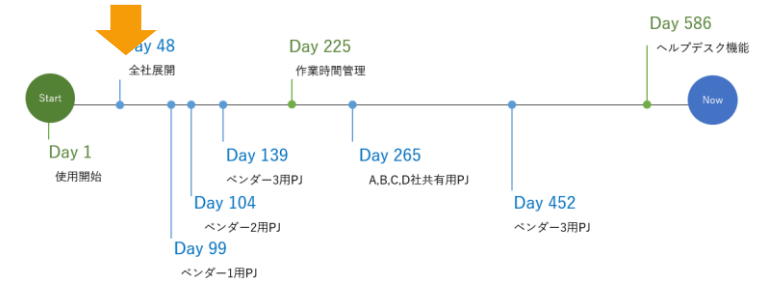 Day 48
全社展開
Day 225
作業時間管理
Day 586
ヘルプデスク機能
Start
Now
Day 1
使用開始
Day 139
ベンダー3用PJ
Day 265
A,B,C,D社共有用PJ
Day 104
ベンダー2用PJ
Day 452
ベンダー3用PJ
Day 99
ベンダー1用PJ